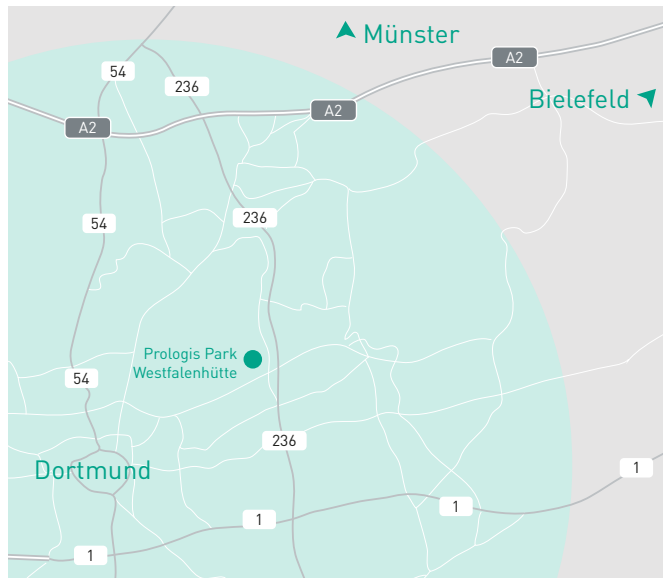 Münster
A2
54
236
Bielefeld
A2
A2
236
54
Prologis Park
Westfalenhütte
54
236
Dortmund
1
1
1
1